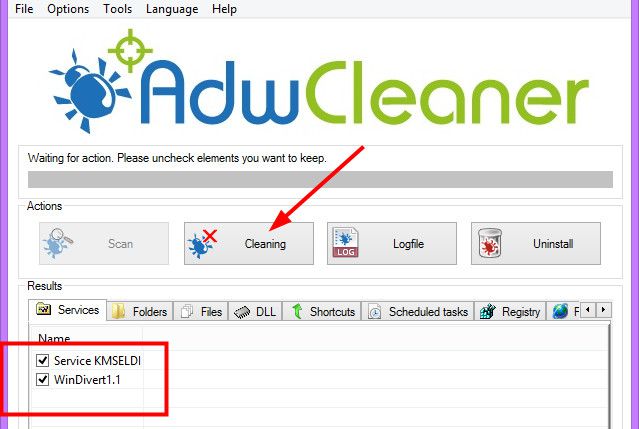 File Options Tools Language Help
AdwCleaner
Waiting for action. Please uncheck elements you want to keep.
Actions
Scan Cleaning LOG Logfile Uninstall
Results
Services Folders Files DLL Shortcuts Scheduled tasks Registry F
Name
Service KMSELDI
WinDivert1.1